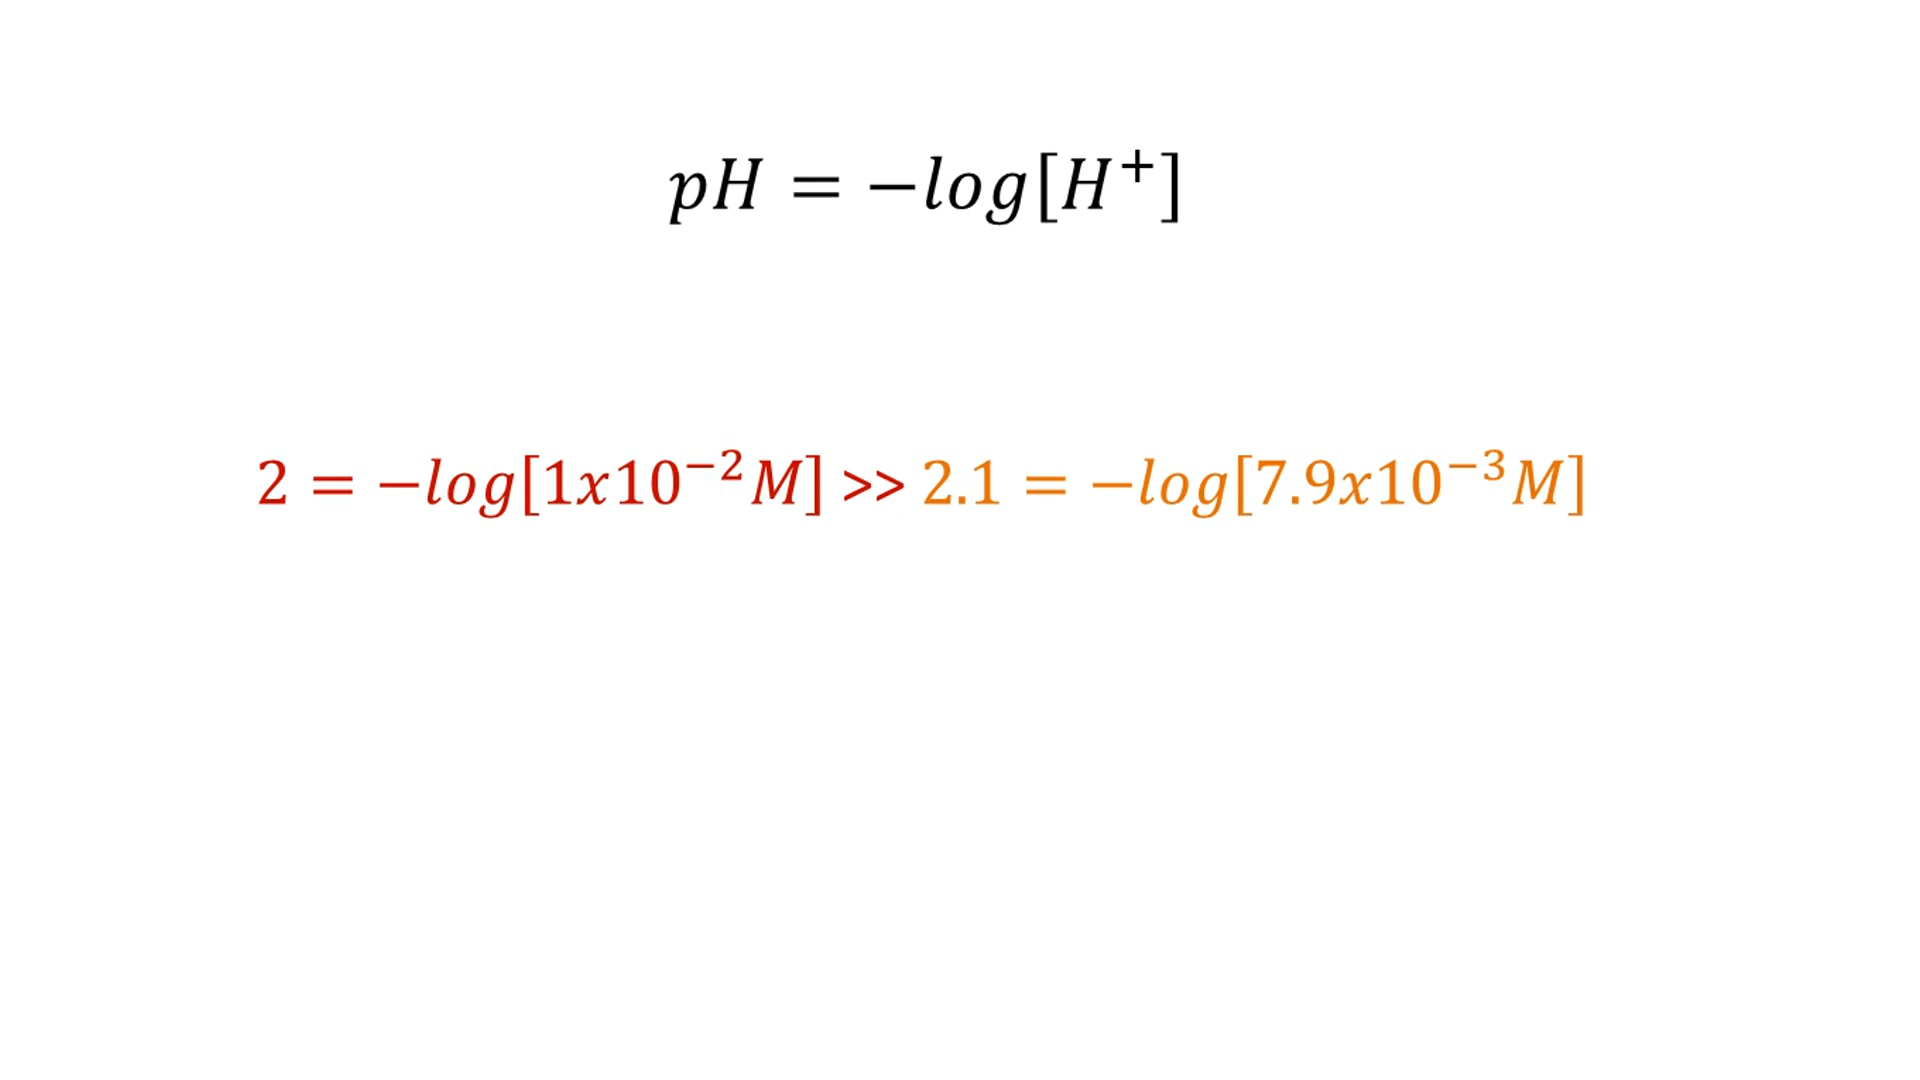 pH = −log[H⁺]
2 = −log[1x10⁻²M] >> 2.1 = −log[7.9x10⁻³M]